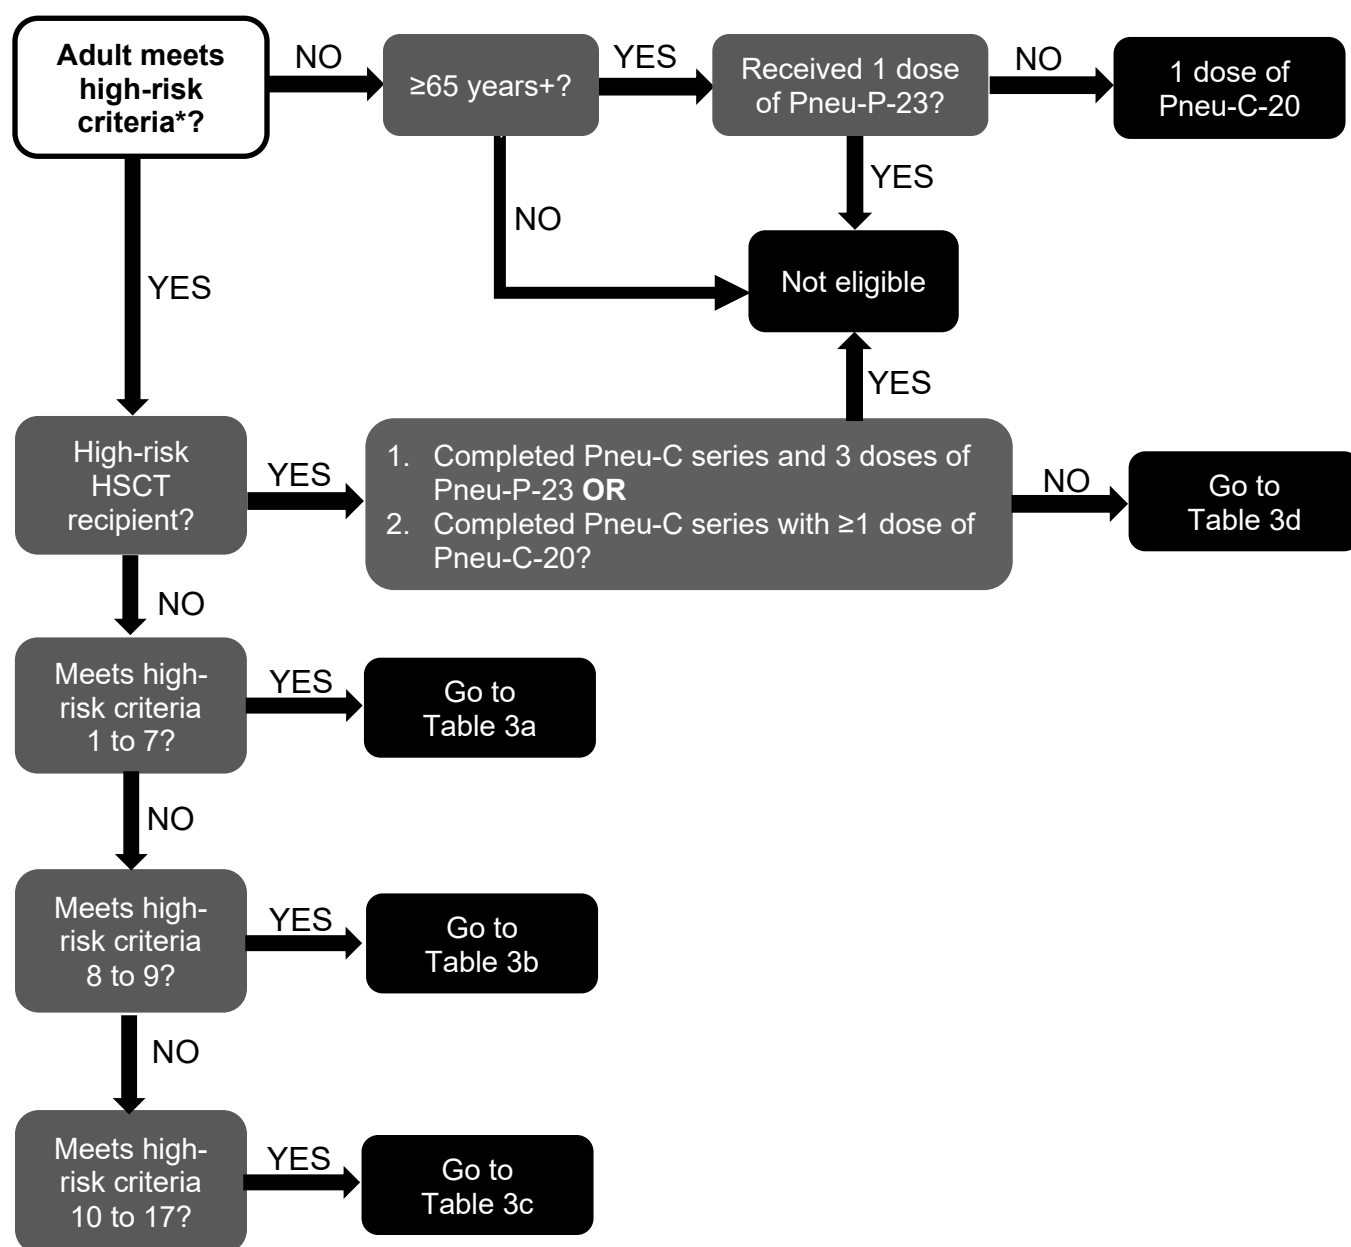 Adult meets
high-risk
criteria*?
NO
≥65 years+?
YES
Received 1 dose
of Pneu-P-23?
NO
1 dose of
Pneu-C-20
YES
NO
Not eligible
YES
YES
High-risk
HSCT
recipient?
YES
1. Completed Pneu-C series and 3 doses of
Pneu-P-23 OR
2. Completed Pneu-C series with ≥1 dose of
Pneu-C-20?
NO
Go to
Table 3d
NO
Meets high-
risk criteria
1 to 7?
YES
Go to
Table 3a
NO
Meets high-
risk criteria
8 to 9?
YES
Go to
Table 3b
NO
Meets high-
risk criteria
10 to 17?
YES
Go to
Table 3c